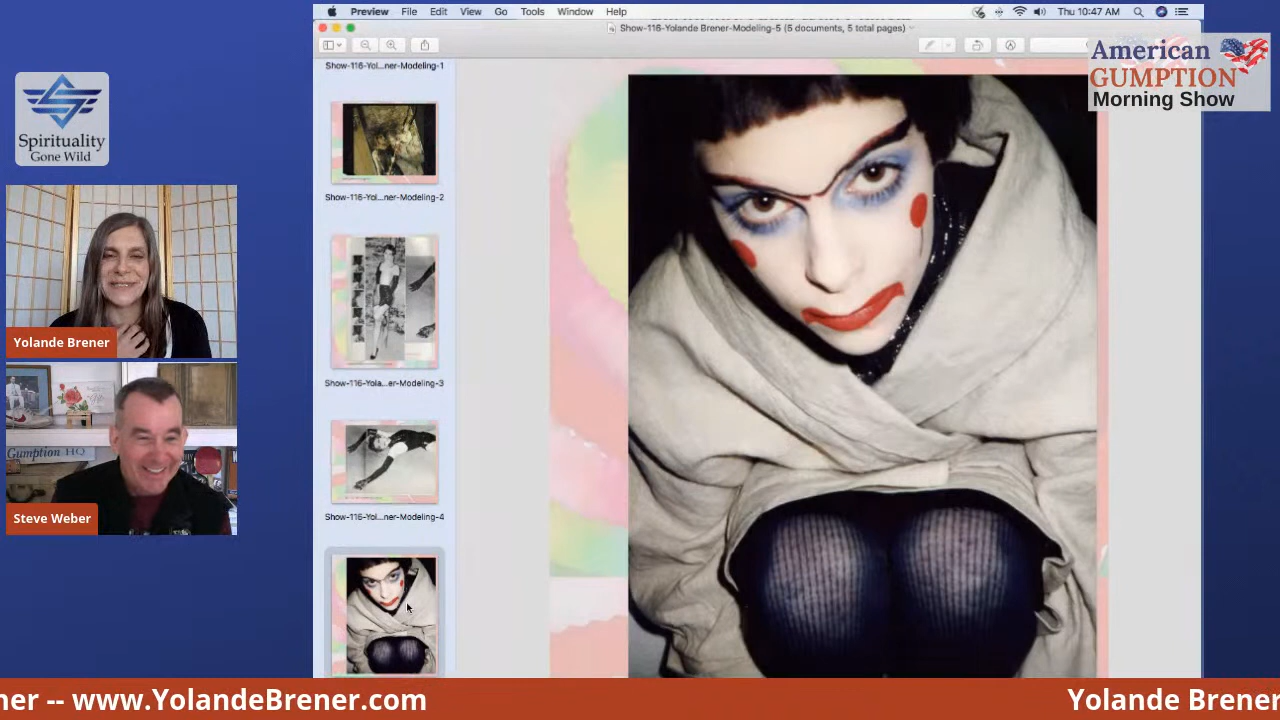 Preview File Edit View Go Tools Window Help
Thu 10:47 AM
Show-116-Yolande Brener-Modeling-5 (5 documents, 5 total pages)
American
GUMPTION
Morning Show
Spirituality
Gone Wild
Show-116-Yol...ner-Modeling-1
Show-116-Yol...ner-Modeling-2
Show-116-Yola...er-Modeling-3
Show-116-Yol...ner-Modeling-4
Yolande Brener
Gumption HQ
Steve Weber
ner -- www.YolandeBrener.com
Yolande Brener